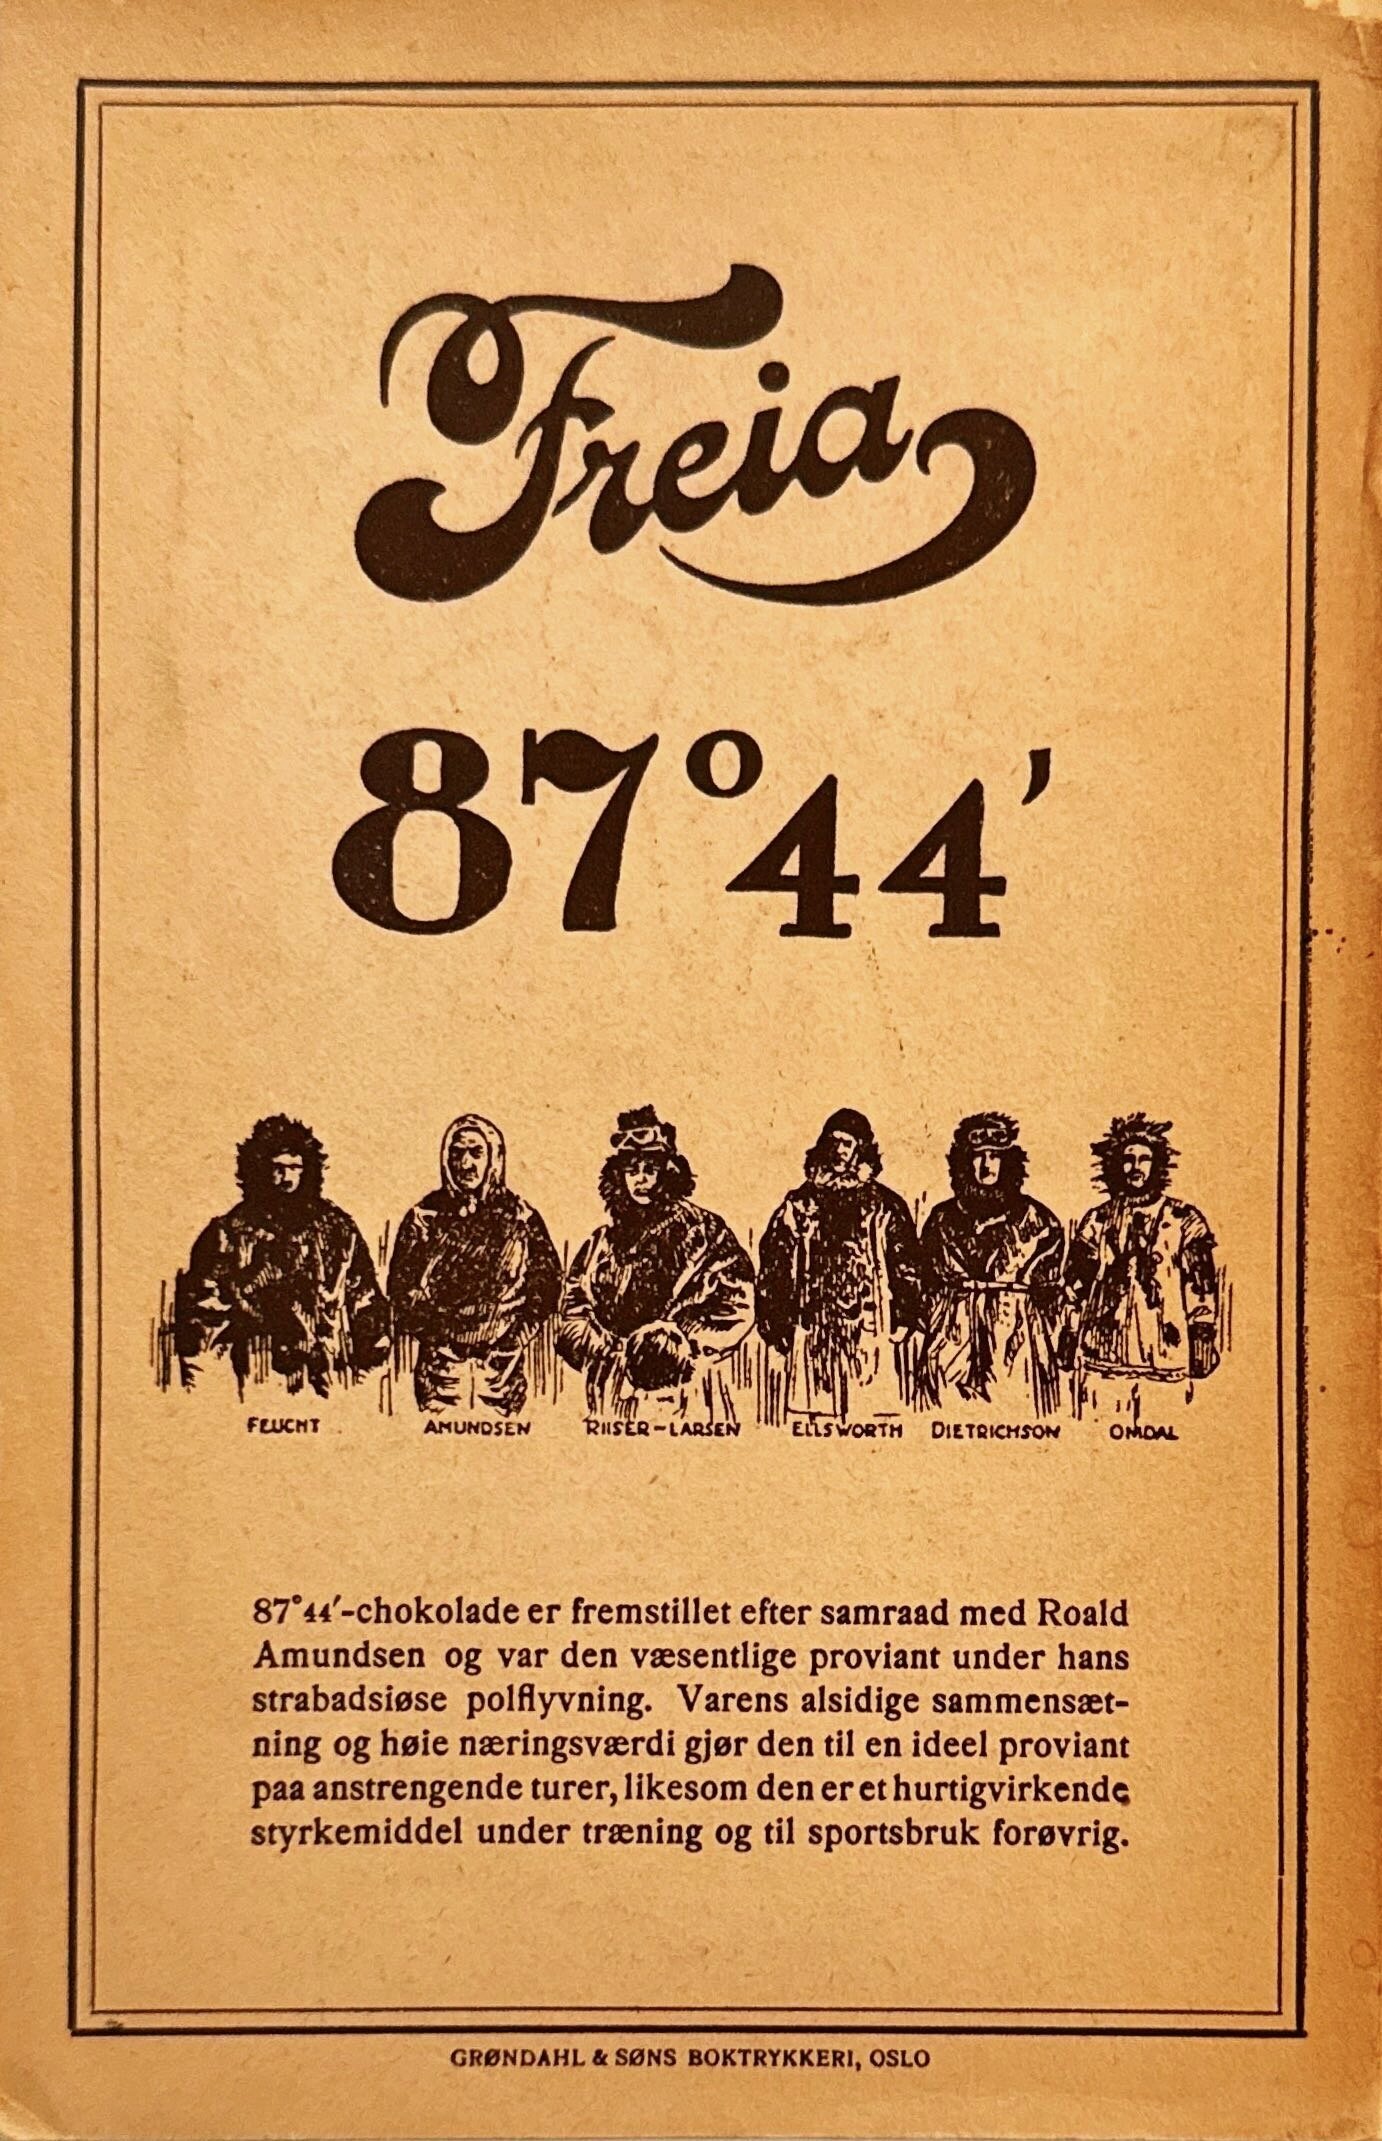 Freia
87°44'
FEUCHT AMUNDSEN RIISER-LARSEN ELLSWORTH DIETRICHSON OMDAL
87°44'-chokolade er fremstillet efter samraad med Roald
Amundsen og var den væsentlige proviant under hans
strabadsiøse polflyvning. Varens alsidige sammensæt-
ning og høie næringsværdi gjør den til en ideel proviant
paa anstrengende turer, likesom den er et hurtigvirkende
styrkemiddel under træning og til sportsbruk forøvrig.
GRØNDAHL & SØNS BOKTRYKKERI, OSLO